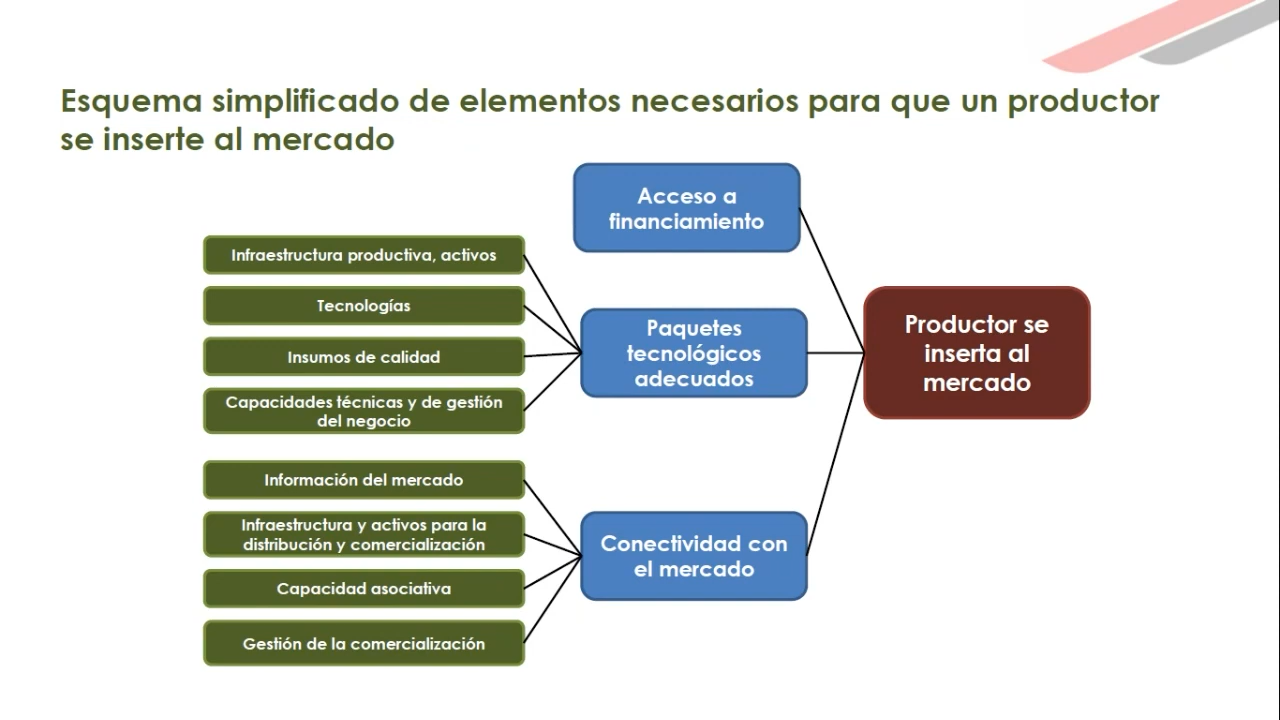 Esquema simplificado de elementos necesarios para que un productor
se inserte al mercado
Acceso a
financiamiento
Infraestructura productiva, activos
Tecnologías
Insumos de calidad
Capacidades técnicas y de gestión
del negocio
Paquetes
tecnológicos
adecuados
Productor se
inserta al
mercado
Información del mercado
Infraestructura y activos para la
distribución y comercialización
Capacidad asociativa
Gestión de la comercialización
Conectividad con
el mercado